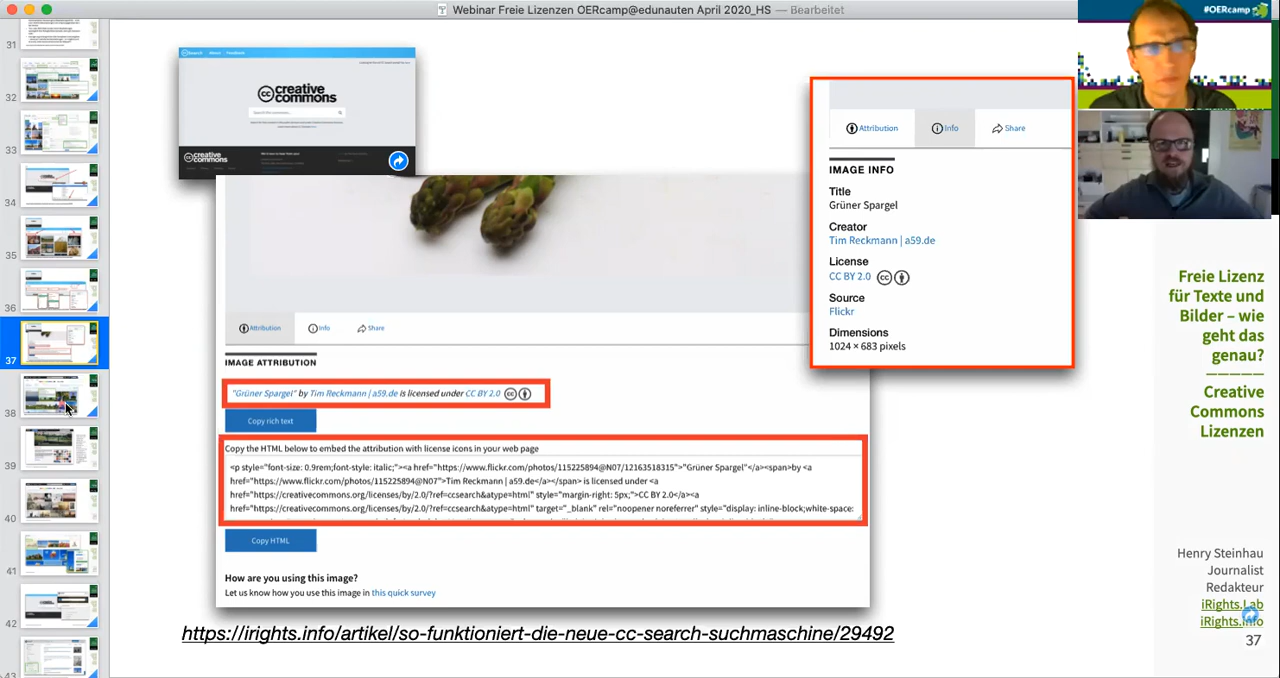 Webinar Freie Lizenzen OERcamp@edunauten April 2020_HS — Bearbeitet
#OERcamp
31
32
33
34
35
36
37
38
39
40
41
42
43
creative
commons
creative
commons
Attribution
Info
Share
IMAGE INFO
Title
Grüner Spargel
Creator
Tim Reckmann | a59.de
License
CC BY 2.0
Source
Flickr
Dimensions
1024 × 683 pixels
Attribution
Info
Share
IMAGE ATTRIBUTION
"Grüner Spargel" by Tim Reckmann | a59.de is licensed under CC BY 2.0
Copy rich text
Copy the HTML below to embed the attribution with license icons in your web page
<p style="font-size: 0.9rem;font-style: italic;"><a href="https://www.flickr.com/photos/115225894@N07/12163518315">"Grüner Spargel"</a><span>by <a
href="https://www.flickr.com/photos/115225894@N07">Tim Reckmann | a59.de</a></span> is licensed under <a
href="https://creativecommons.org/licenses/by/2.0/?ref=ccsearch&atype=html" style="margin-right: 5px;">CC BY 2.0</a><a
href="https://creativecommons.org/licenses/by/2.0/?ref=ccsearch&atype=html" target="_blank" rel="noopener noreferrer" style="display: inline-block;white-space:
Copy HTML
How are you using this image?
Let us know how you use this image in this quick survey
https://irights.info/artikel/so-funktioniert-die-neue-cc-search-suchmaschine/29492
Freie Lizenz
für Texte und
Bilder – wie
geht das
genau?
Creative
Commons
Lizenzen
Henry Steinhau
Journalist
Redakteur
iRights.Lab
iRights.info
37